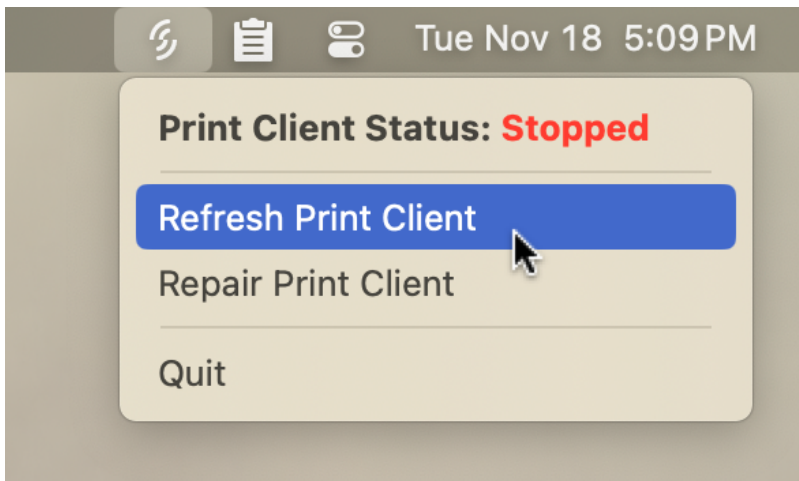 Tue Nov 18 5:09 PM
Print Client Status: Stopped
Refresh Print Client
Repair Print Client
Quit